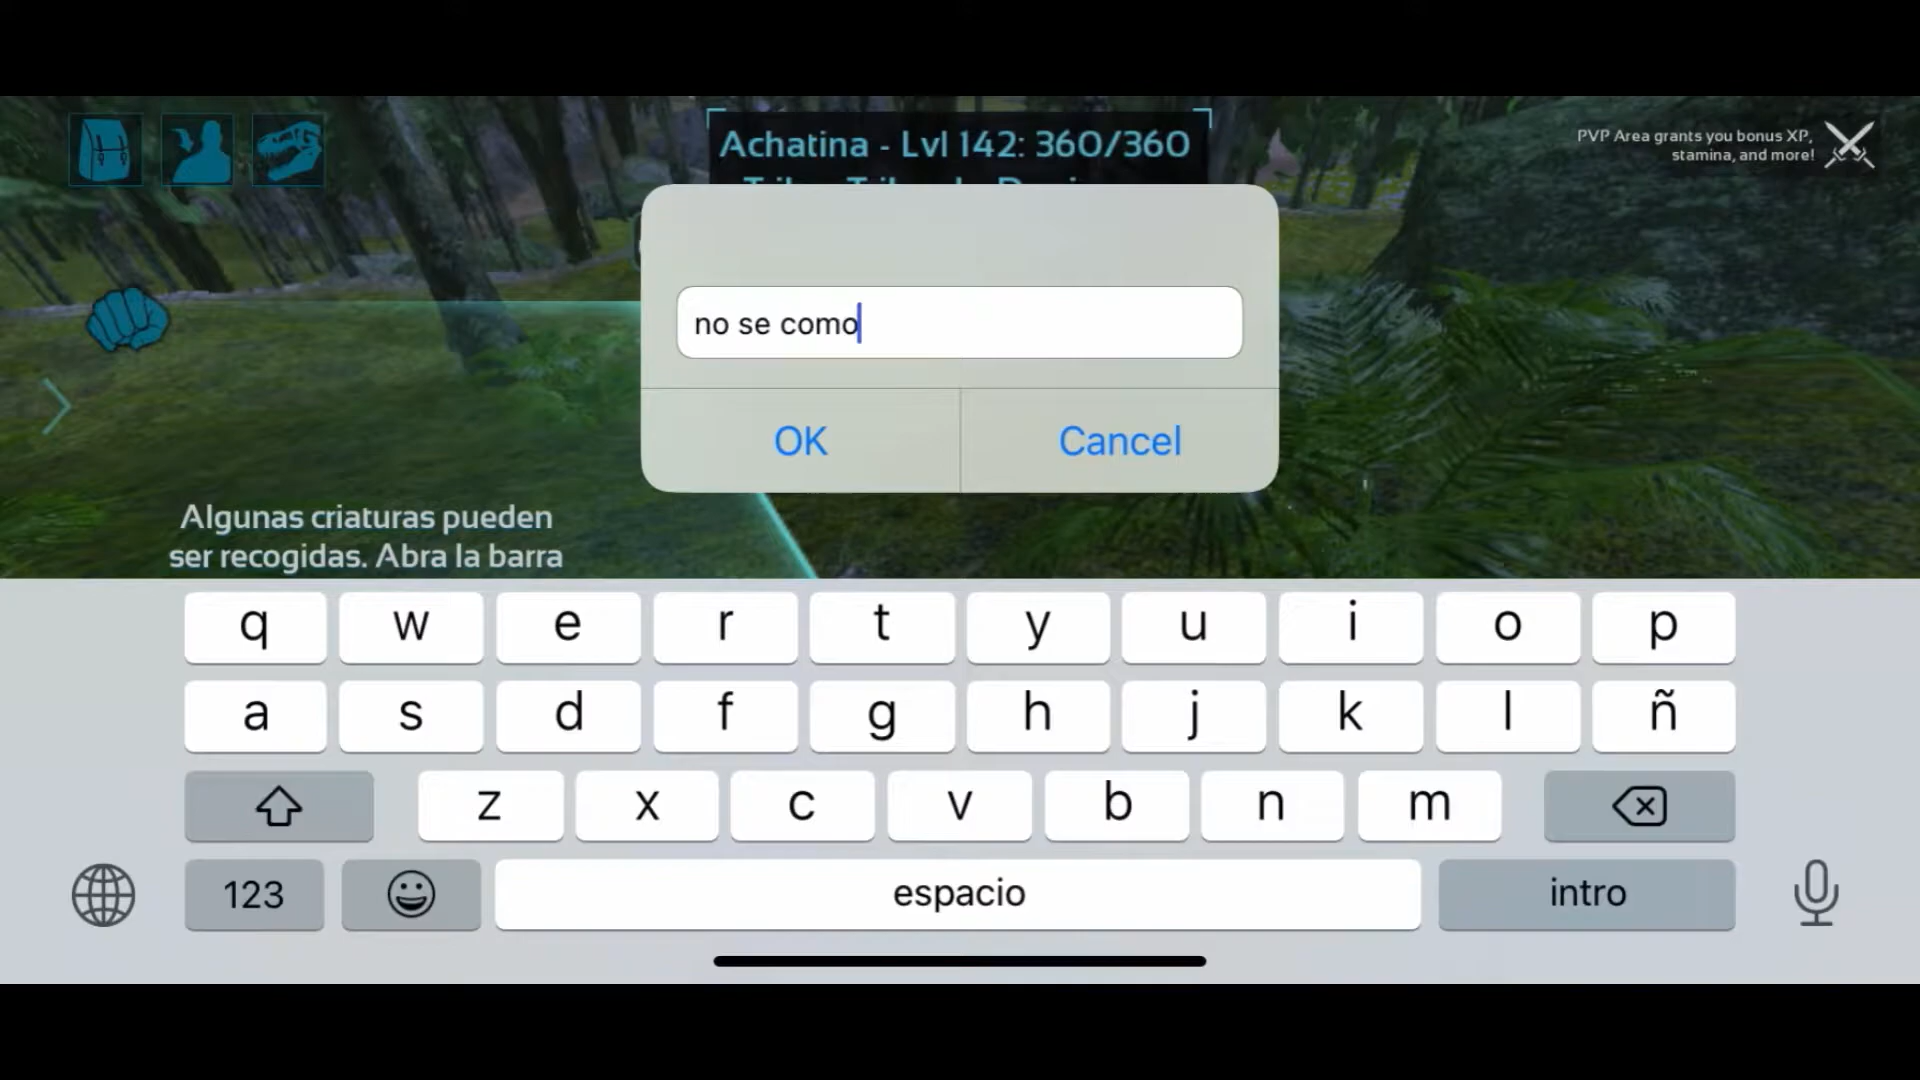 Achatina - Lvl 142: 360/360
PVP Area grants you bonus XP,
stamina, and more!
no se como
OK
Cancel
Algunas criaturas pueden
ser recogidas. Abra la barra
q w e r t y u i o p
a s d f g h j k l ñ
z x c v b n m
123
espacio
intro